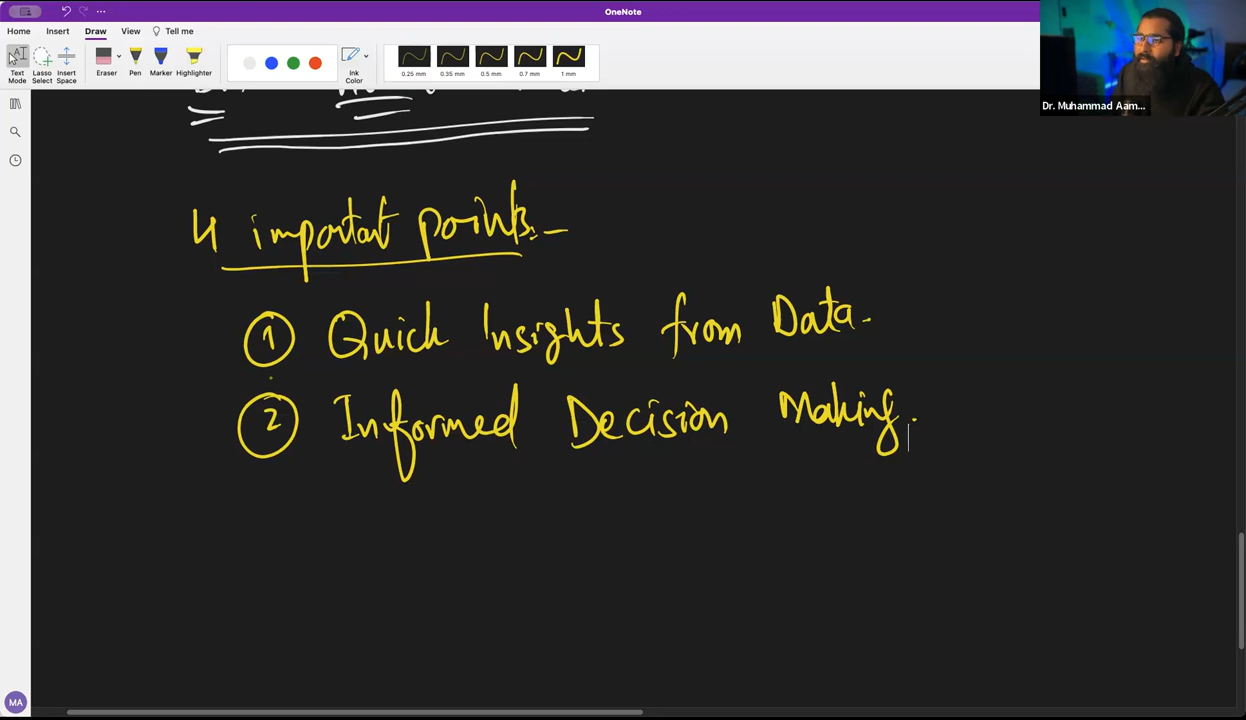 OneNote
Home Insert Draw View Tell me
Text Mode
Lasso Select
Insert Space
Eraser
Pen
Marker
Highlighter
Ink Color
0.25 mm 0.35 mm 0.5 mm 0.7 mm 1 mm
Dr. Muhammad Aam...
4 important points:-
1 Quick Insights from Data.
2 Informed Decision Making.
MA